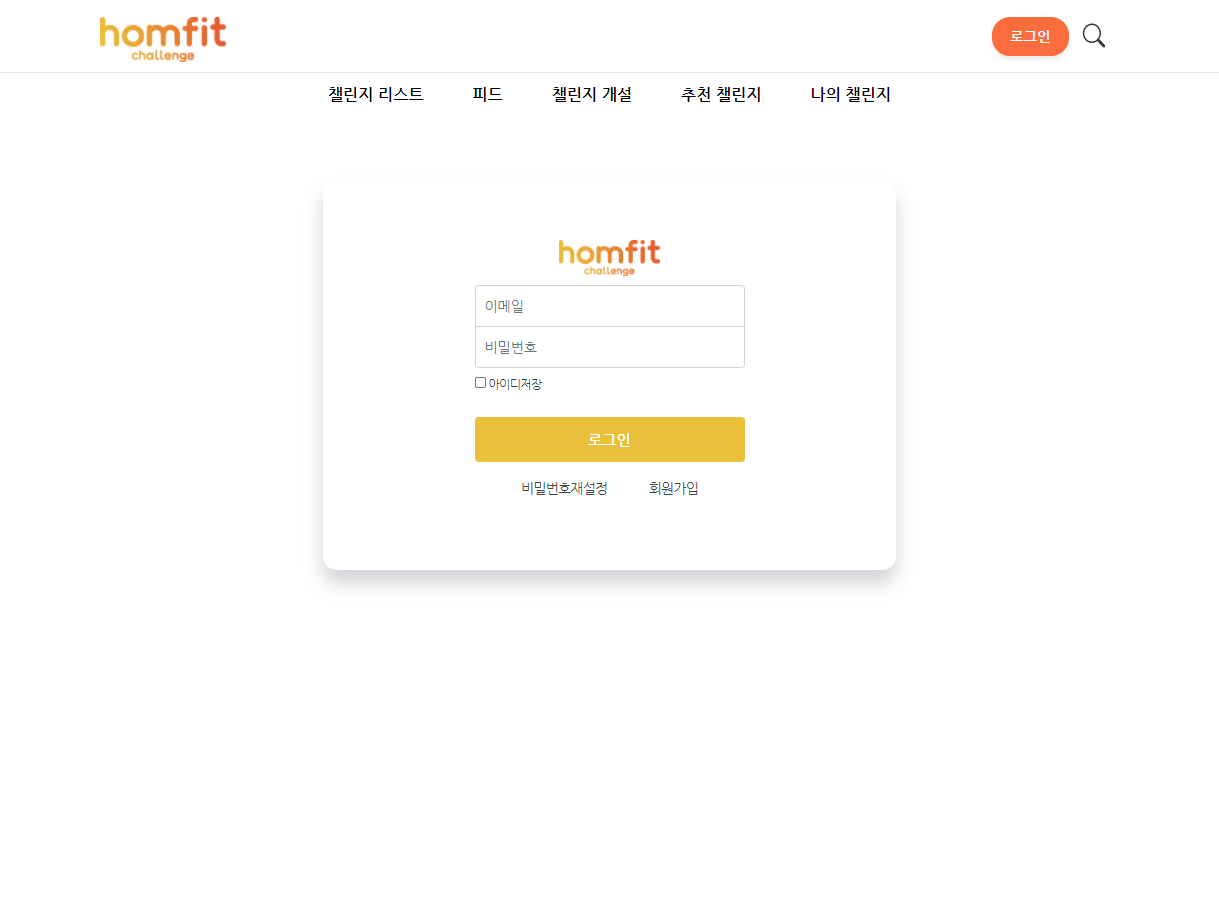 homfit
challenge
로그인
챌린지 리스트 피드 챌린지 개설 추천 챌린지 나의 챌린지
homfit
challenge
이메일
비밀번호
아이디저장
로그인
비밀번호재설정 회원가입